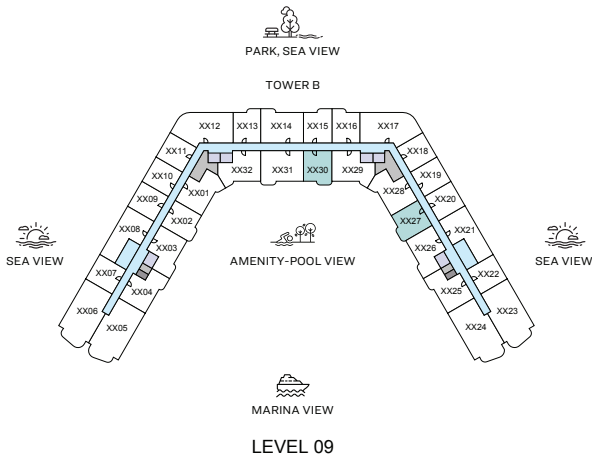 PARK, SEA VIEW
TOWER B
XX12
XX13
XX14
XX15
XX16
XX17
XX11
XX32
XX31
XX30
XX29
XX18
XX10
XX01
XX28
XX19
XX09
XX02
XX27
XX20
XX08
XX03
XX26
XX21
SEA VIEW
AMENITY-POOL VIEW
SEA VIEW
XX07
XX04
XX25
XX22
XX06
XX05
XX24
XX23
MARINA VIEW
LEVEL 09